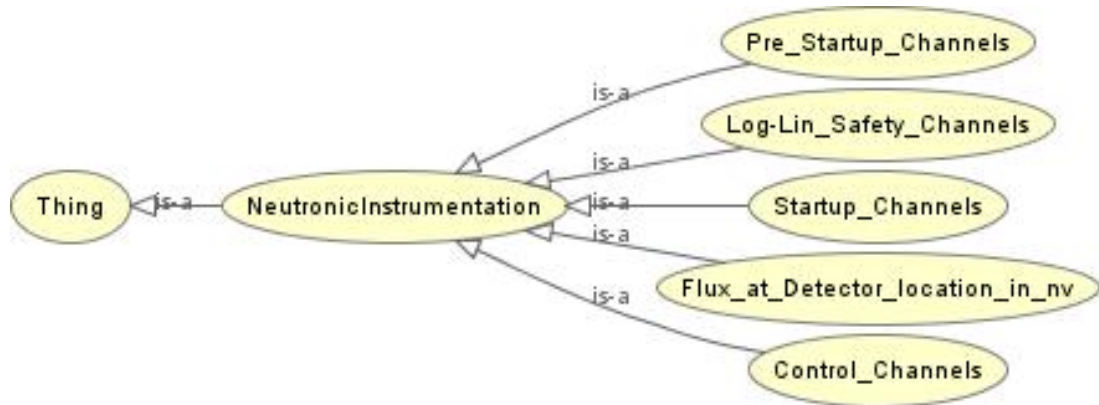 Pre_Startup_Channels
is-a
Log-Lin_Safety_Channels
is-a
Thing
is-a
NeutronicInstrumentation
is-a
Startup_Channels
is-a
Flux_at_Detector_location_in_nv
is-a
Control_Channels